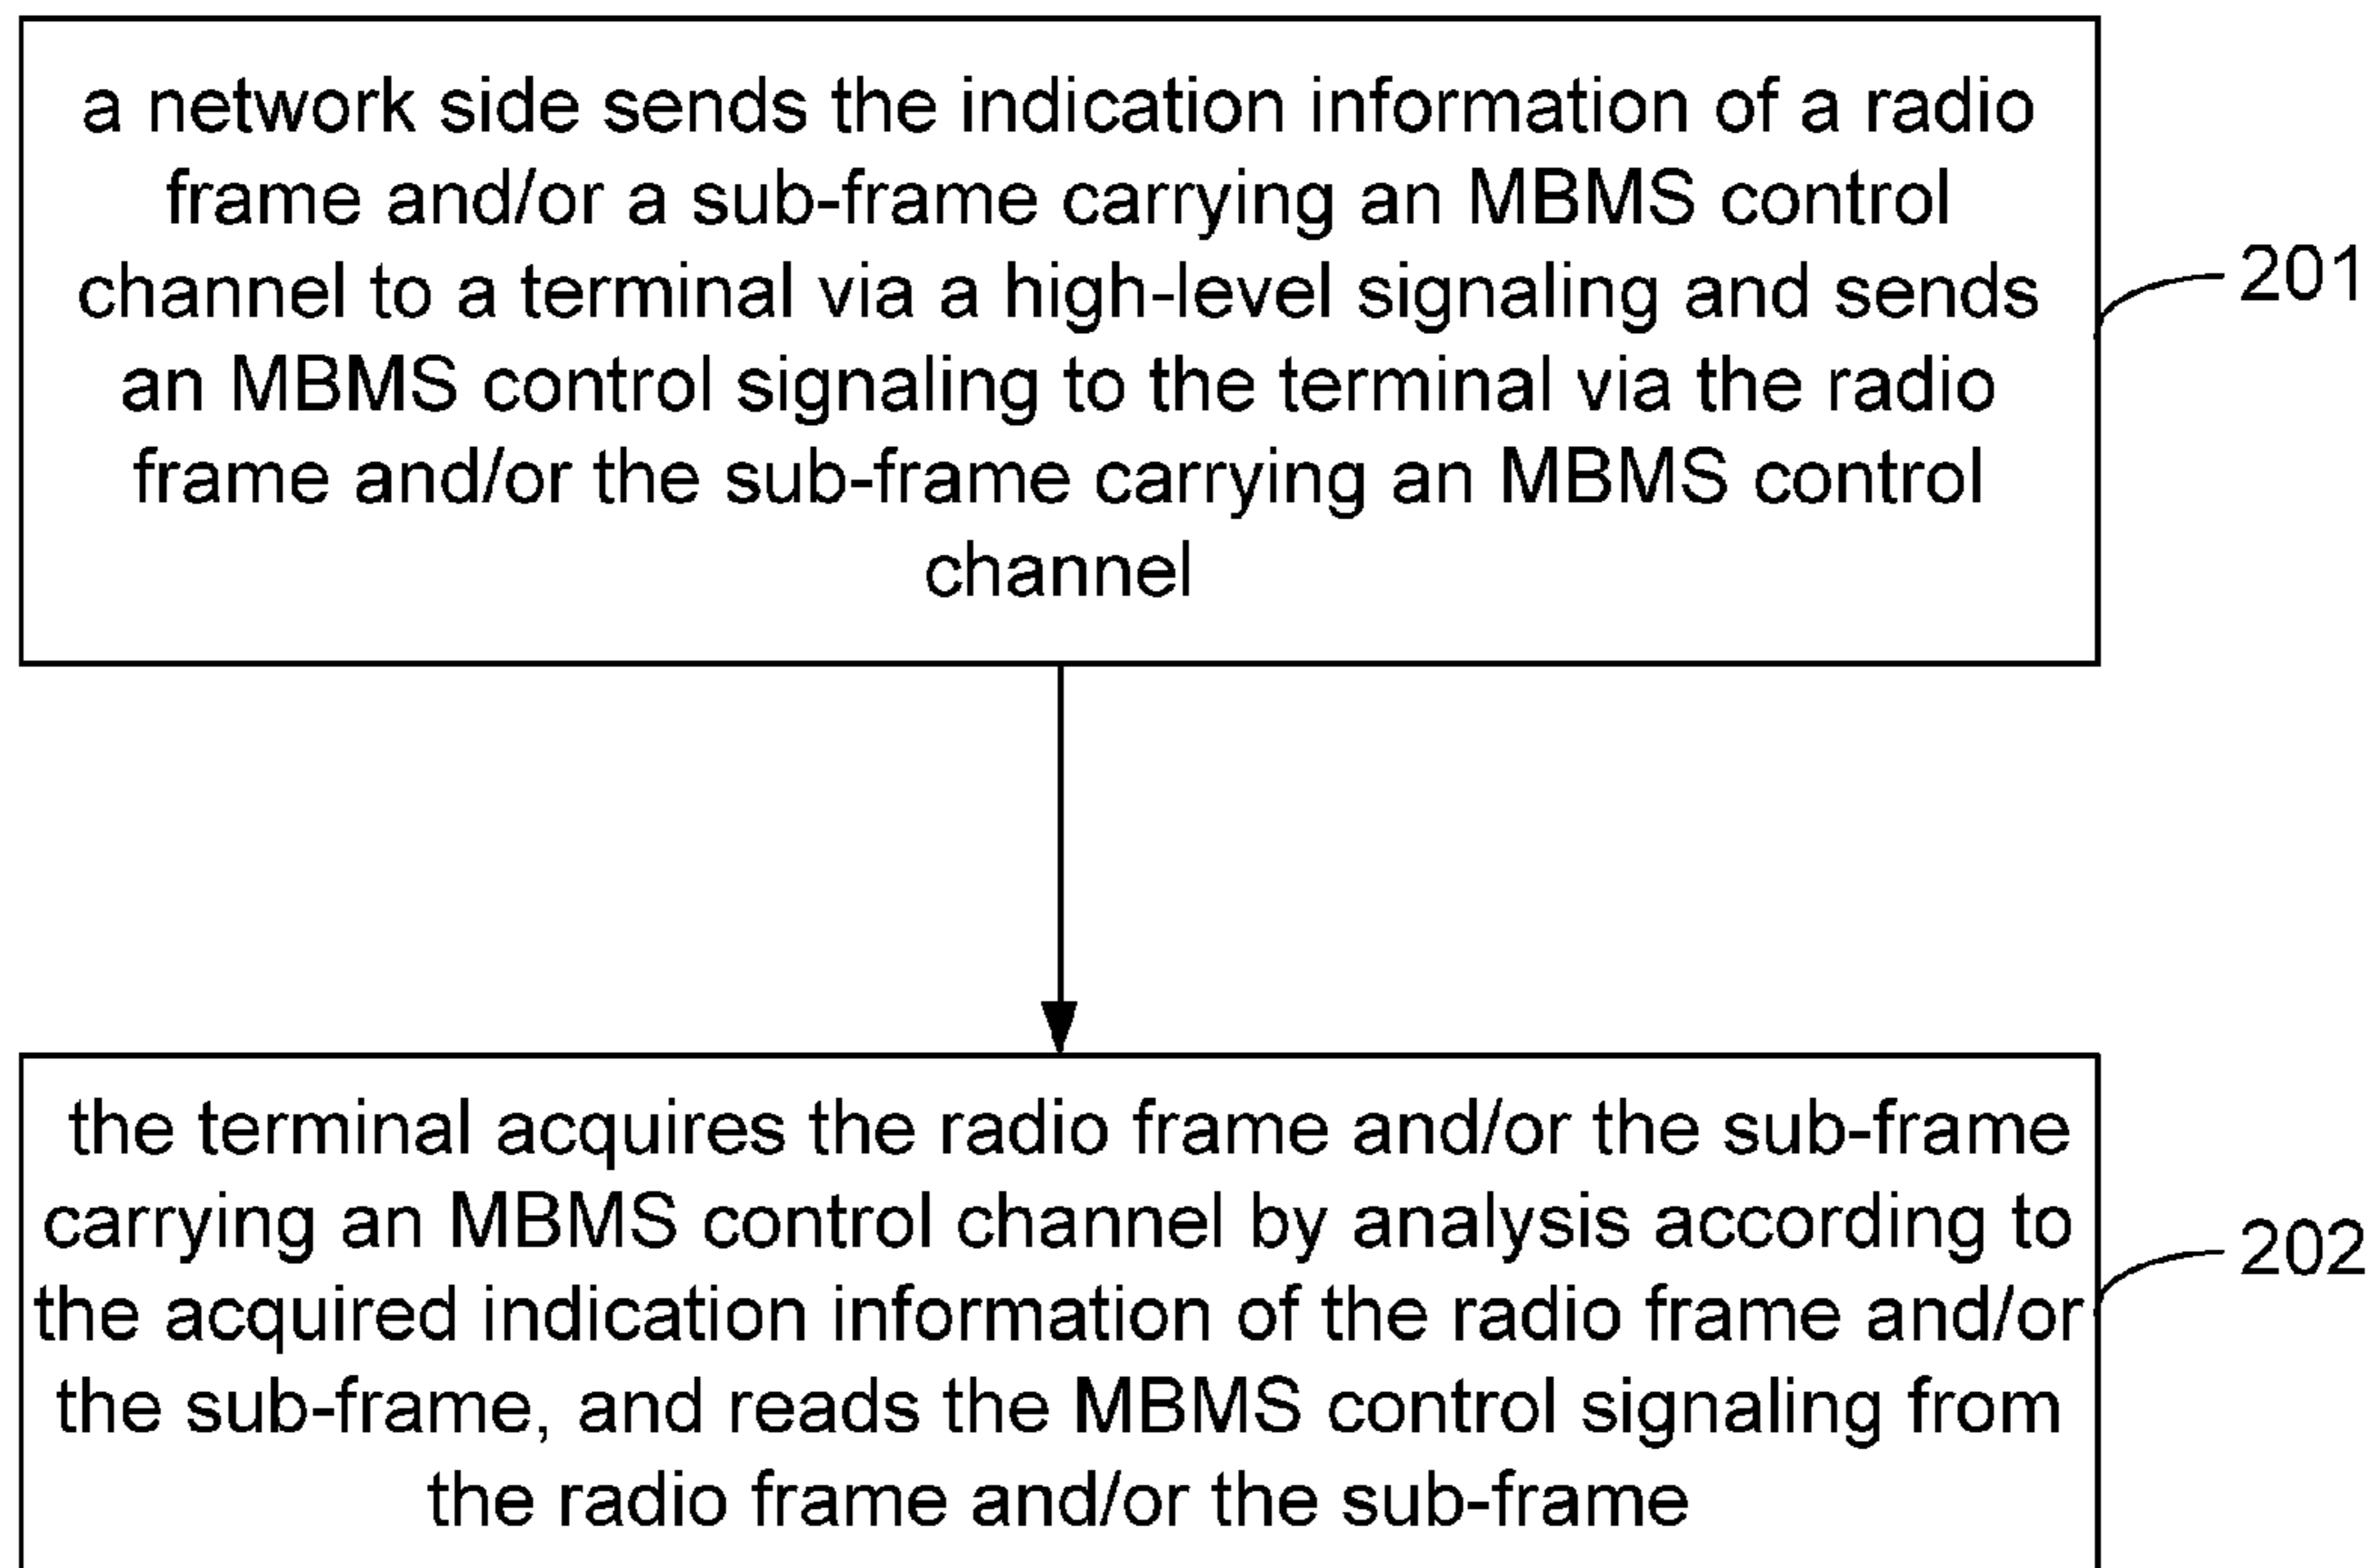 a network side sends the indication information of a radio
frame and/or a sub-frame carrying an MBMS control
channel to a terminal via a high-level signaling and sends
an MBMS control signaling to the terminal via the radio
frame and/or the sub-frame carrying an MBMS control
channel
201
the terminal acquires the radio frame and/or the sub-frame
carrying an MBMS control channel by analysis according to
the acquired indication information of the radio frame and/or
the sub-frame, and reads the MBMS control signaling from
the radio frame and/or the sub-frame
202